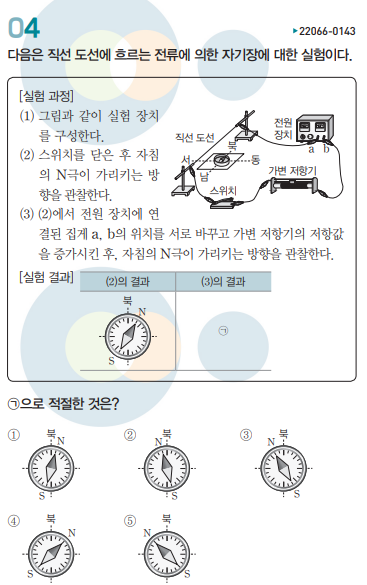 04
▶22066-0143
다음은 직선 도선에 흐르는 전류에 의한 자기장에 대한 실험이다.
[실험 과정]
(1) 그림과 같이 실험 장치
를 구성한다.
(2) 스위치를 닫은 후 자침
의 N극이 가리키는 방
향을 관찰한다.
(3) (2)에서 전원 장치에 연
결된 집게 a, b의 위치를 서로 바꾸고 가변 저항기의 저항값
을 증가시킨 후, 자침의 N극이 가리키는 방향을 관찰한다.
직선 도선
북
서
동
남
스위치
전원
장치
a b
가변 저항기
[실험 결과]
(2)의 결과 (3)의 결과
북
N
S
㉠
㉠으로 적절한 것은?
① 북
N
S
② 북
N
S
③ 북
N
S
④ 북
N
S
⑤ 북
N
S